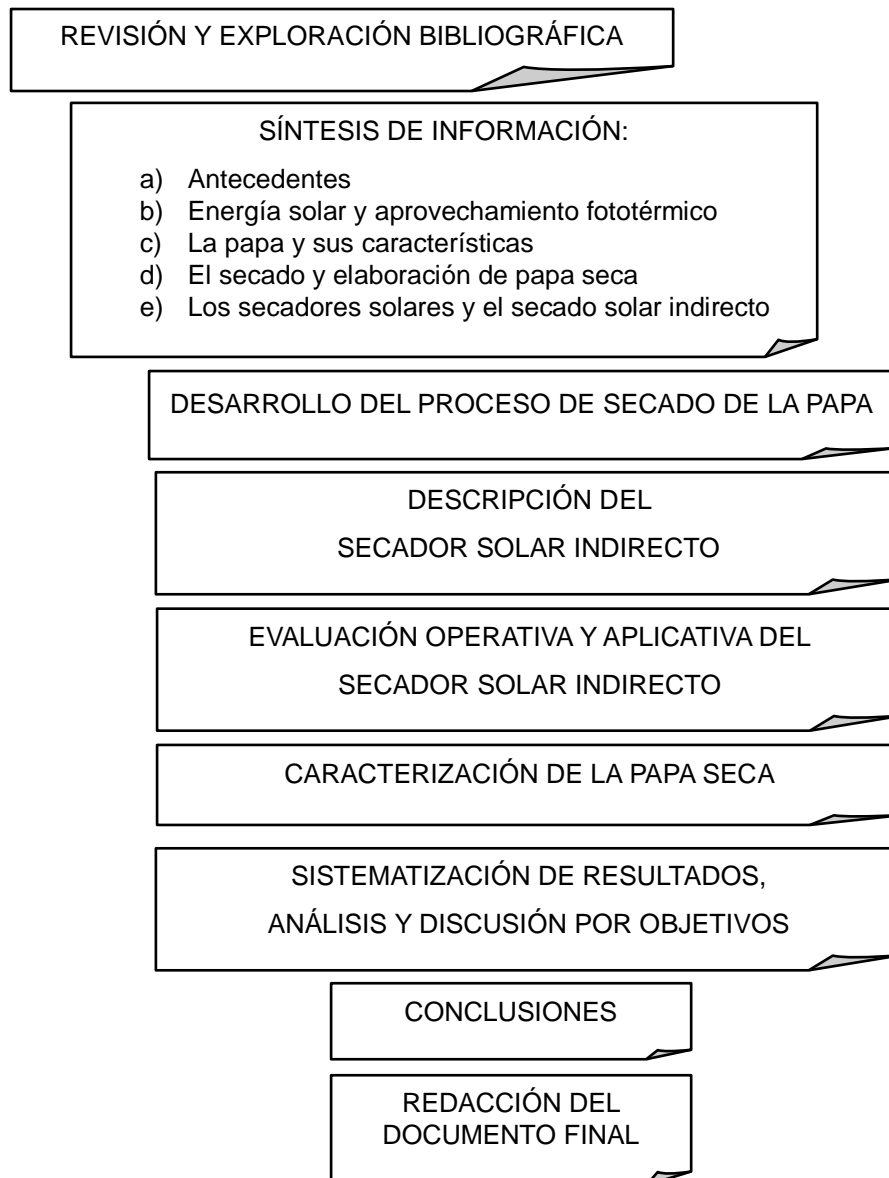 REVISIÓN Y EXPLORACIÓN BIBLIOGRÁFICA
SÍNTESIS DE INFORMACIÓN:
a) Antecedentes
b) Energía solar y aprovechamiento fototérmico
c) La papa y sus característicās
d) El secado y elaboración de papa seca
e) Los secadores solares y el secado solar indirecto
DESARROLLO DEL PROCESO DE SECADO DE LA PAPA
DESCRIPCIÓN DEL
SECADOR SOLAR INDIRECTO
EVALUACIÓN OPERATIVA Y APLICATIVA DEL
SECADOR SOLAR INDIRECTO
CARACTERIZACIÓN DE LA PAPA SECA
SISTEMATIZACIÓN DE RESULTADOS,
ANÁLISIS Y DISCUSIÓN POR OBJETIVOS
CONCLUSIONES
REDACCIÓN DEL
DOCUMENTO FINAL